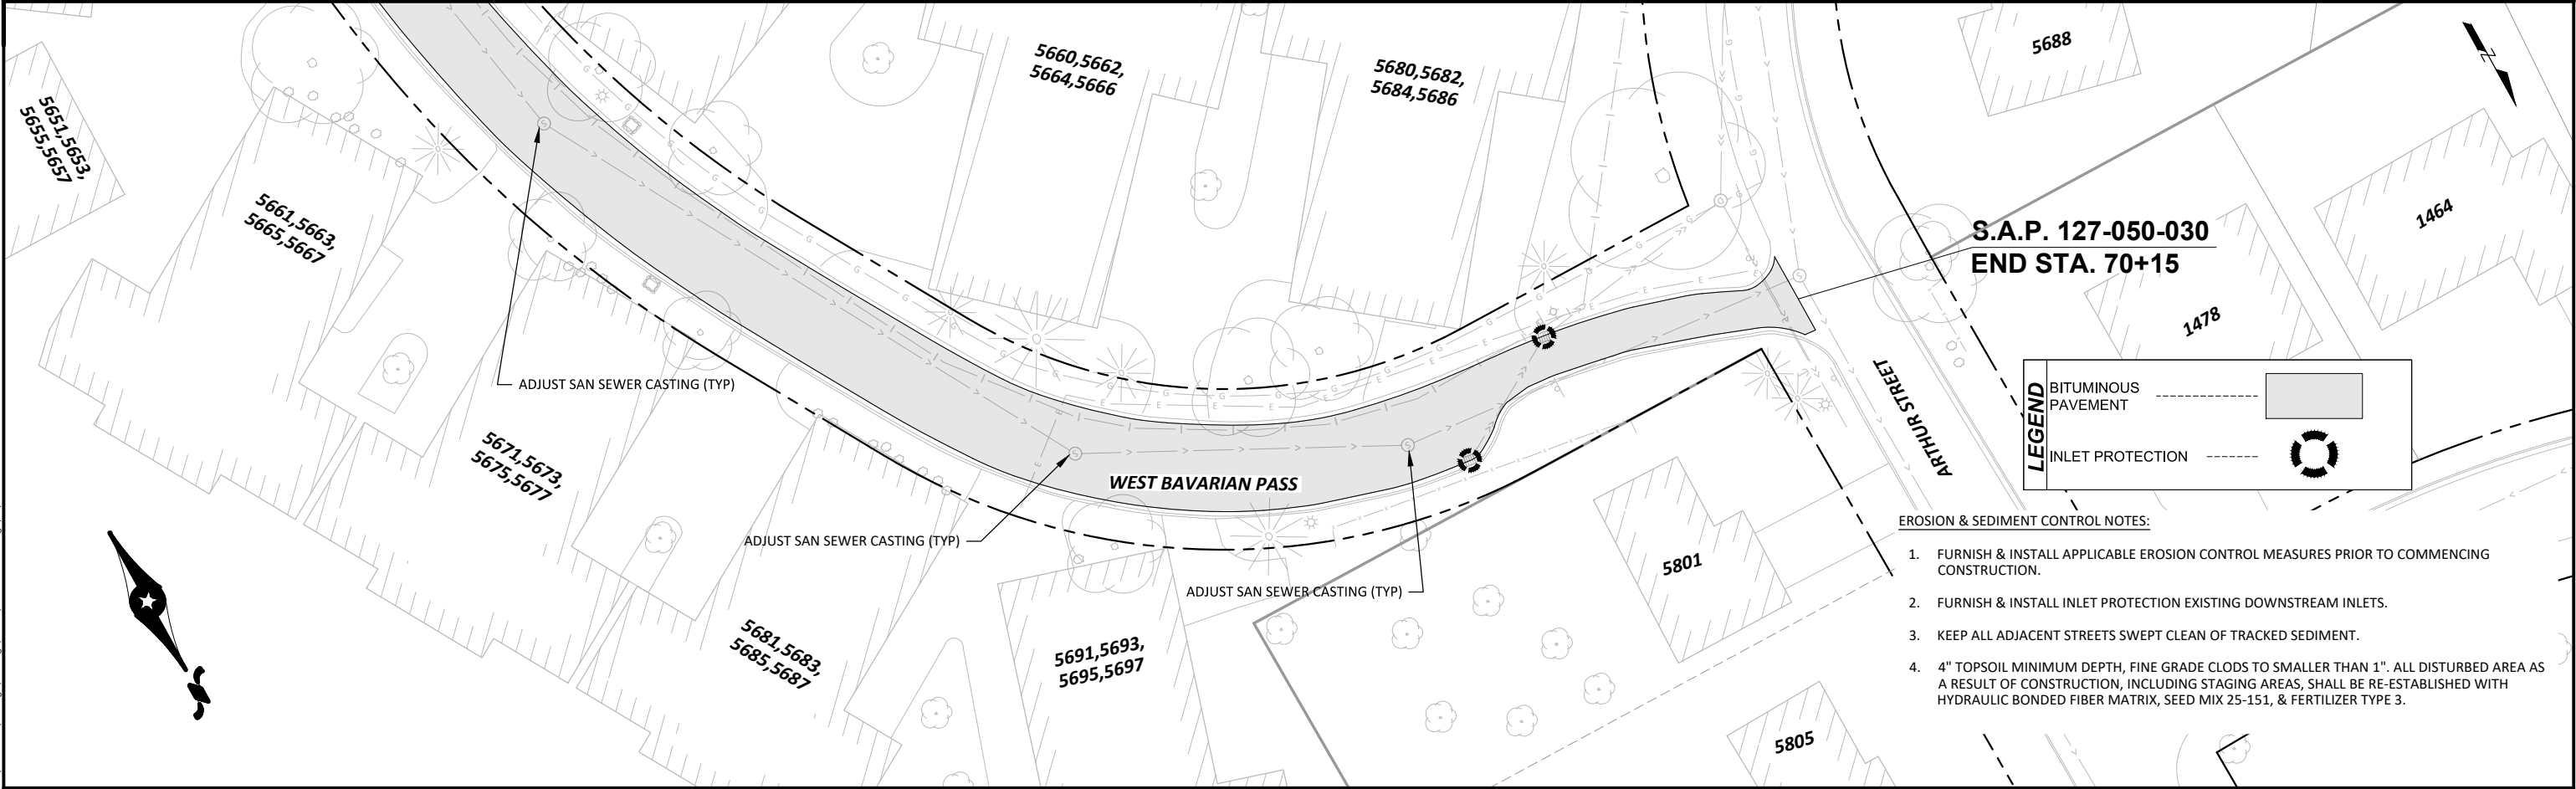 5660,5662,
5664,5666
5680,5682,
5684,5686
5688
5651,5653,
5655,5657
5661,5663,
5665,5667
S.A.P. 127-050-030
END STA. 70+15
1464
1478
ADJUST SAN SEWER CASTING (TYP)
ARTHUR STREET
LEGEND
BITUMINOUS
PAVEMENT
INLET PROTECTION
5671,5673,
5675,5677
WEST BAVARIAN PASS
ADJUST SAN SEWER CASTING (TYP)
ADJUST SAN SEWER CASTING (TYP)
5801
5681,5683,
5685,5687
5691,5693,
5695,5697
5805
EROSION & SEDIMENT CONTROL NOTES:
1. FURNISH & INSTALL APPLICABLE EROSION CONTROL MEASURES PRIOR TO COMMENCING
CONSTRUCTION.
2. FURNISH & INSTALL INLET PROTECTION EXISTING DOWNSTREAM INLETS.
3. KEEP ALL ADJACENT STREETS SWEPT CLEAN OF TRACKED SEDIMENT.
4. 4" TOPSOIL MINIMUM DEPTH, FINE GRADE CLODS TO SMALLER THAN 1". ALL DISTURBED AREA AS
A RESULT OF CONSTRUCTION, INCLUDING STAGING AREAS, SHALL BE RE-ESTABLISHED WITH
HYDRAULIC BONDED FIBER MATRIX, SEED MIX 25-151, & FERTILIZER TYPE 3.